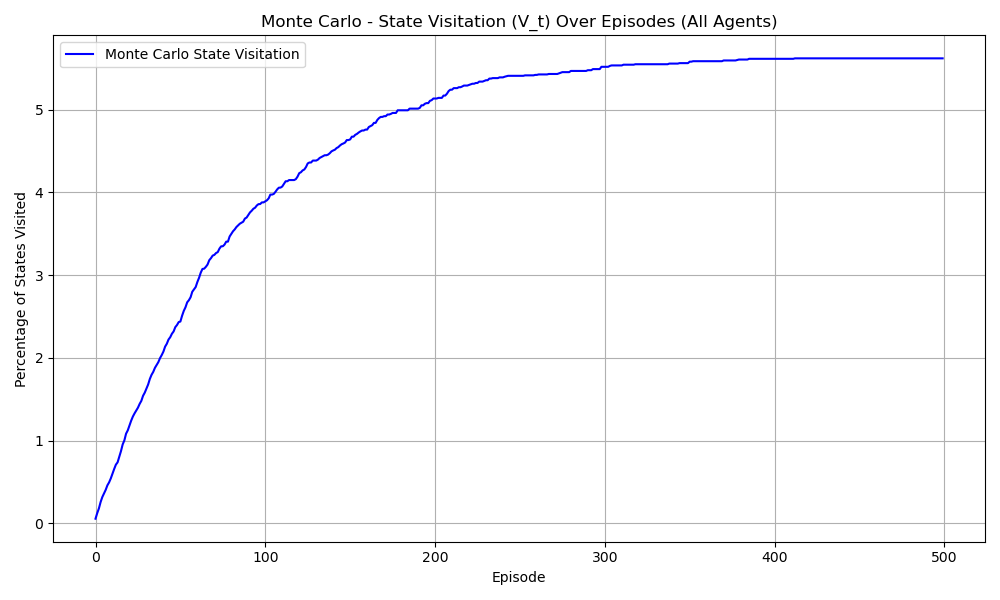 Monte Carlo - State Visitation (V_t) Over Episodes (All Agents)
Monte Carlo State Visitation
Percentage of States Visited
5
4
3
2
1
0
0 100 200 300 400 500
Episode